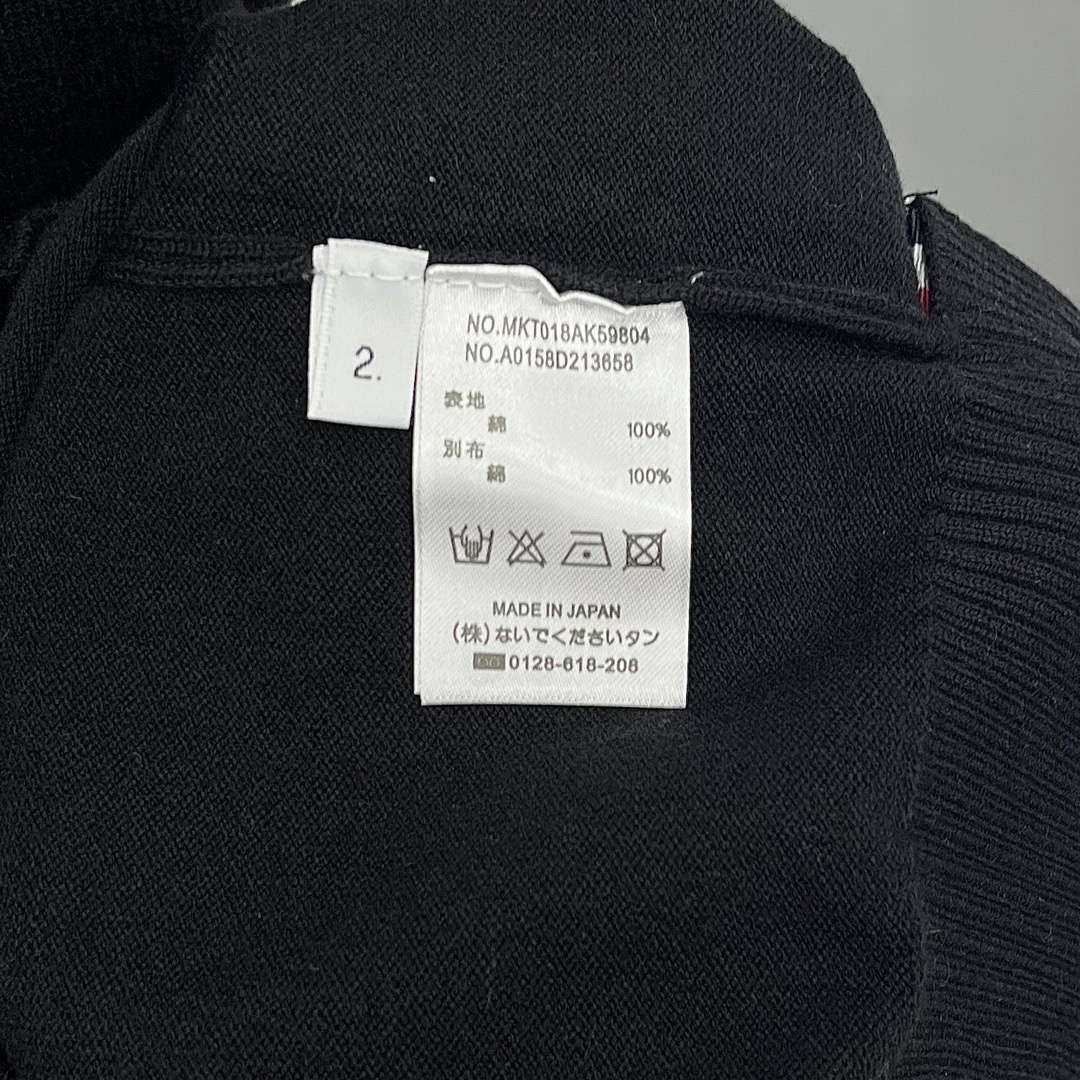 2.
NO.MKT018AK59804
NO.A0158D213658
表地
綿 100%
別布
綿 100%
MADE IN JAPAN
(株)ないでくださいタン
0128-618-208